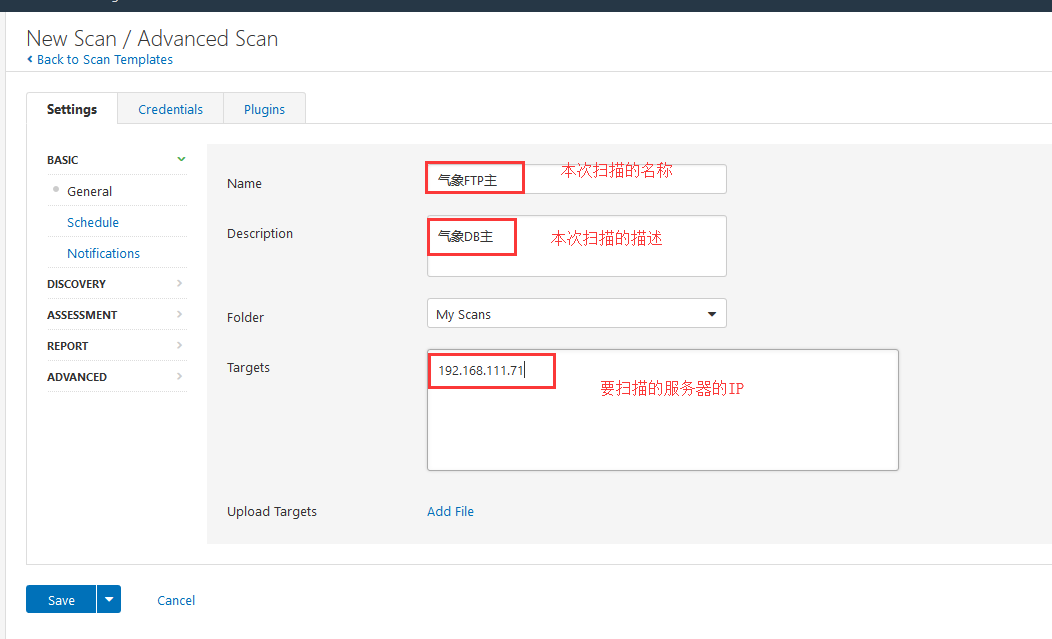 New Scan / Advanced Scan
Back to Scan Templates
Settings Credentials Plugins
BASIC
General
Schedule
Notifications
DISCOVERY
ASSESSMENT
REPORT
ADVANCED
Name 气象FTP主 本次扫描的名称
Description 气象DB主 本次扫描的描述
Folder My Scans
Targets 192.168.111.71 要扫描的服务器的IP
Upload Targets Add File
Save Cancel